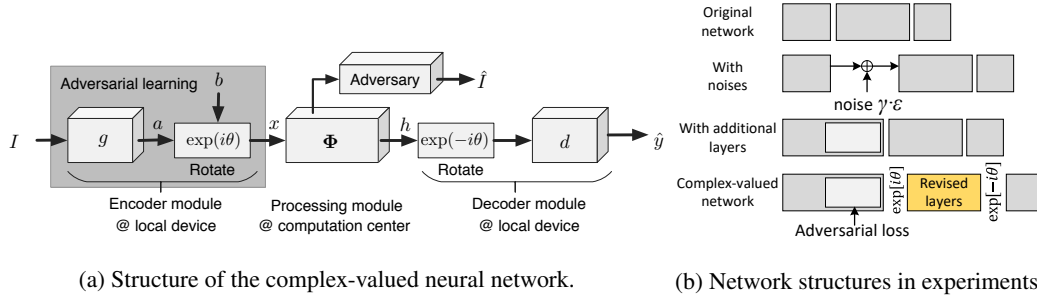 Adversarial learning
b
Adversary
Î
I
g
a
exp(iθ)
x
Φ
h
exp(−iθ)
d
ŷ
Rotate
Rotate
Encoder module
@ local device
Processing module
@ computation center
Decoder module
@ local device
(a) Structure of the complex-valued neural network.
Original
network
With
noises
noise γ·ε
With additional
layers
Complex-valued
network
exp[iθ]
Revised
layers
exp[−iθ]
Adversarial loss
(b) Network structures in experiments